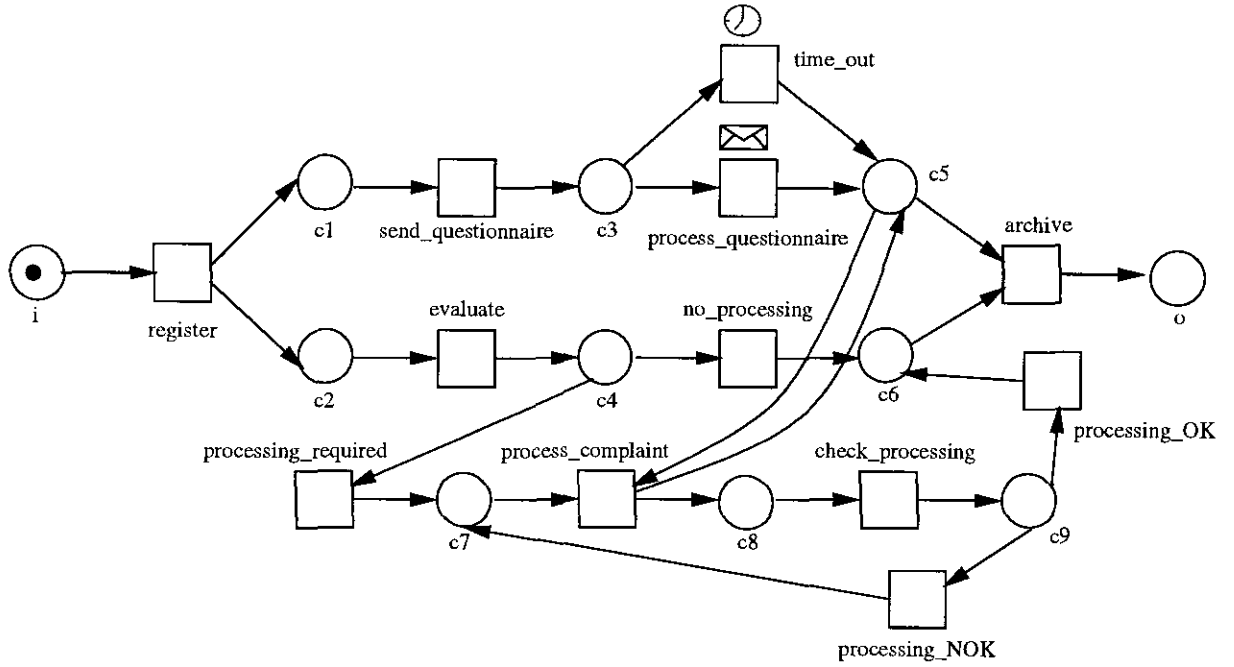 time_out
c5
c1
send_questionnaire
c3
process_questionnaire
archive
i
register
o
evaluate
no_processing
c2
c4
c6
processing_OK
processing_required
process_complaint
check_processing
c7
c8
c9
processing_NOK